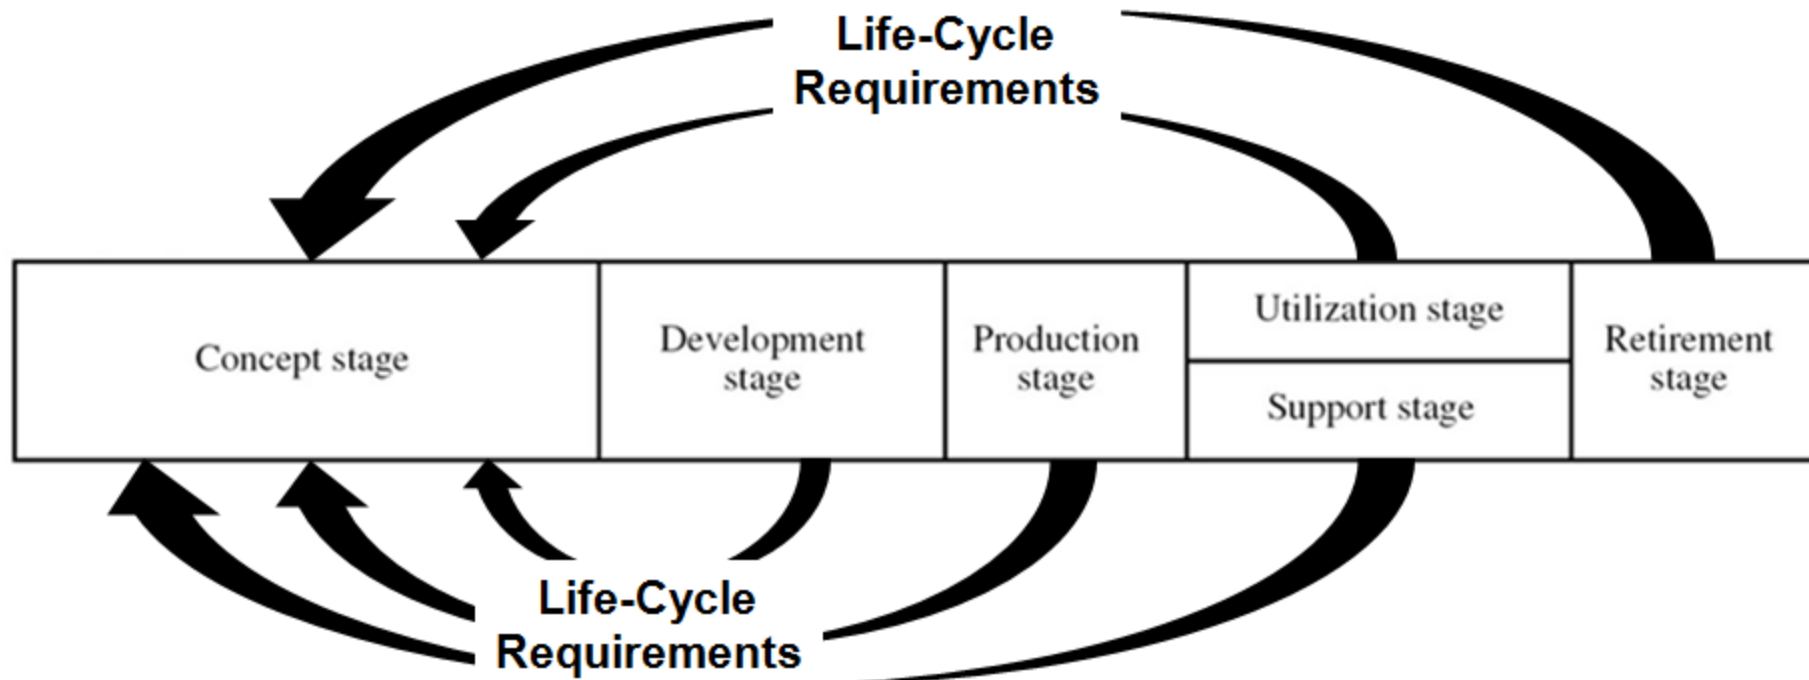 Life-Cycle
Requirements
Concept stage
Development
stage
Production
stage
Utilization stage
Support stage
Retirement
stage
Life-Cycle
Requirements